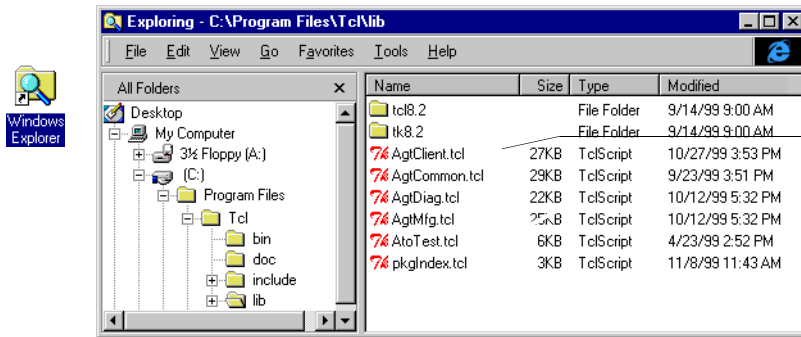 Exploring - C:\Program Files\Tcl\lib
File Edit View Go Favorites Tools Help
Windows Explorer
All Folders
Desktop
My Computer
3½ Floppy (A:)
(C:)
Program Files
Tcl
bin
doc
include
lib
Name Size Type Modified
tcl8.2 File Folder 9/14/99 9:00 AM
tk8.2 File Folder 9/14/99 9:00 AM
AgtClient.tcl 27KB TclScript 10/27/99 3:53 PM
AgtCommon.tcl 29KB TclScript 9/23/99 3:51 PM
AgtDiag.tcl 22KB TclScript 10/12/99 5:32 PM
AgtMfg.tcl 25KB TclScript 10/12/99 5:32 PM
AtoTest.tcl 6KB TclScript 4/23/99 2:52 PM
pkgIndex.tcl 3KB TclScript 11/8/99 11:43 AM